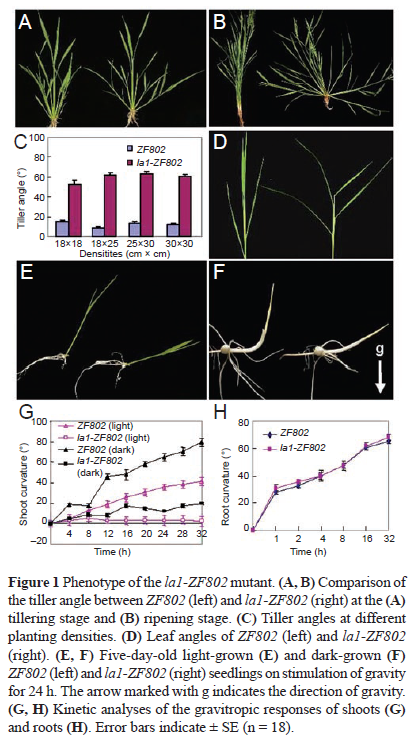 A
B
C
100
80
60
40
20
0
Tiller angle (°)
ZF802
la1-ZF802
18×18
18×25
25×30
30×30
Densitites (cm × cm)
D
E
F
g
G
100
80
60
40
20
0
−20
Shoot curvature (°)
ZF802 (light)
la1-ZF802 (light)
ZF802 (dark)
la1-ZF802
(dark)
4 8 12 16 20 24 28 32
Time (h)
H
80
60
40
20
0
Root curvature (°)
ZF802
la1-ZF802
1 2 4 8 16 32
Time (h)
Figure 1 Phenotype of the la1-ZF802 mutant. (A, B) Comparison of
the tiller angle between ZF802 (left) and la1-ZF802 (right) at the (A)
tillering stage and (B) ripening stage. (C) Tiller angles at different
planting densities. (D) Leaf angles of ZF802 (left) and la1-ZF802
(right). (E, F) Five-day-old light-grown (E) and dark-grown (F)
ZF802 (left) and la1-ZF802 (right) seedlings on stimulation of gravity
for 24 h. The arrow marked with g indicates the direction of gravity.
(G, H) Kinetic analyses of the gravitropic responses of shoots (G)
and roots (H). Error bars indicate ± SE (n = 18).